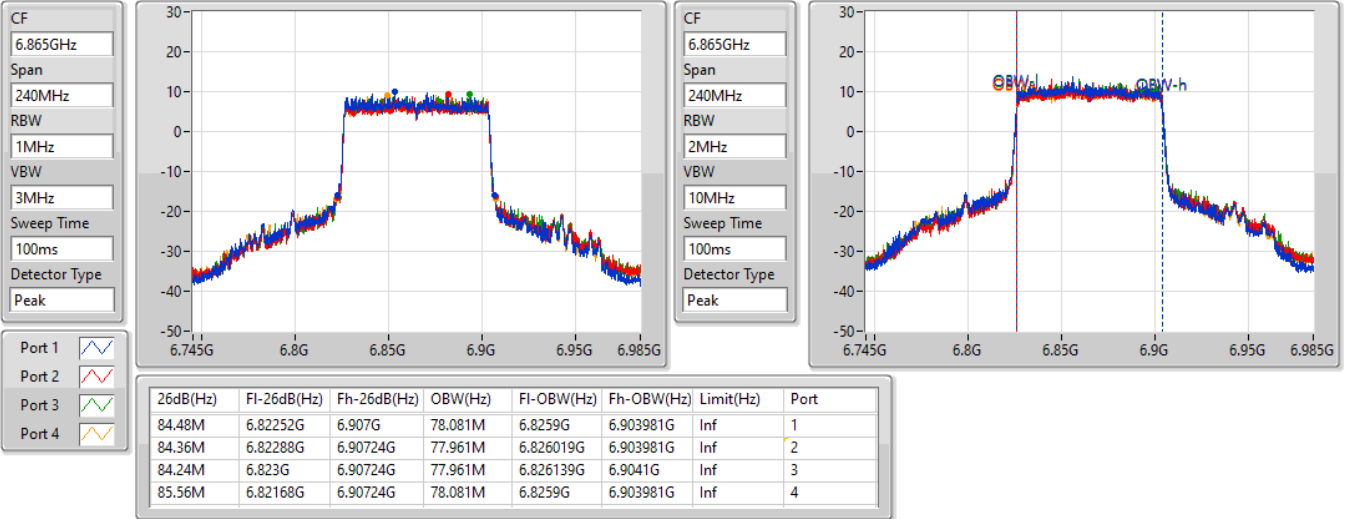 CF
6.865GHz
Span
240MHz
RBW
1MHz
VBW
3MHz
Sweep Time
100ms
Detector Type
Peak
30
20
10
0
-10
-20
-30
-40
-50
6.745G 6.8G 6.85G 6.9G 6.95G 6.985G
CF
6.865GHz
Span
240MHz
RBW
2MHz
VBW
10MHz
Sweep Time
100ms
Detector Type
Peak
30
20
10
0
-10
-20
-30
-40
-50
OBW-l OBW-h
6.745G 6.8G 6.85G 6.9G 6.95G 6.985G
Port 1
Port 2
Port 3
Port 4
26dB(Hz) Fl-26dB(Hz) Fh-26dB(Hz) OBW(Hz) Fl-OBW(Hz) Fh-OBW(Hz) Limit(Hz) Port
84.48M 6.82252G 6.907G 78.081M 6.8259G 6.903981G Inf 1
84.36M 6.82288G 6.90724G 77.961M 6.826019G 6.903981G Inf 2
84.24M 6.823G 6.90724G 77.961M 6.826139G 6.9041G Inf 3
85.56M 6.82168G 6.90724G 78.081M 6.8259G 6.903981G Inf 4